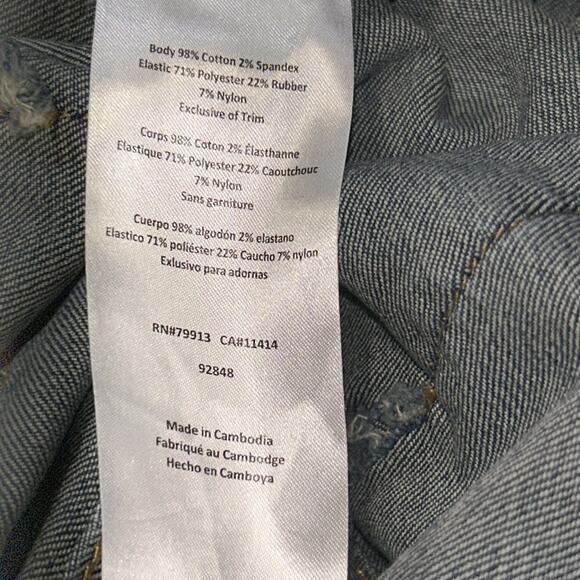 Body 98% Cotton 2% Spandex
Elastic 71% Polyester 22% Rubber
7% Nylon
Exclusive of Trim
Corps 98% Coton 2% Élasthanne
Elastique 71% Polyester 22% Caoutchouc
7% Nylon
Sans garniture
Cuerpo 98% algodón 2% elastano
Elastico 71% poliéster 22% Caucho 7% nylon
Exlusivo para adornas
RN#79913 CA#11414
92848
Made in Cambodia
Fabriqué au Cambodge
Hecho en Camboya